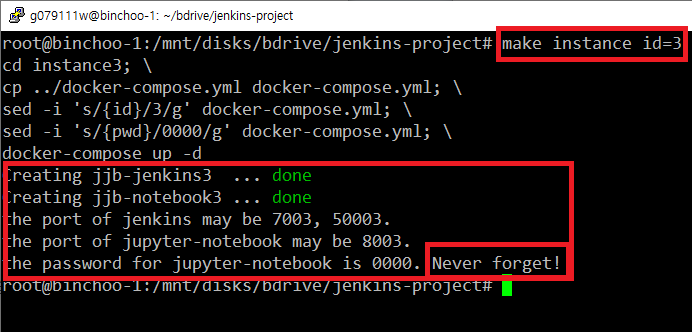 g079111w@binchoo-1: ~/bdrive/jenkins-project
root@binchoo-1:/mnt/disks/bdrive/jenkins-project# make instance id=3
cd instance3; \
cp ../docker-compose.yml docker-compose.yml; \
sed -i 's/{id}/3/g' docker-compose.yml; \
sed -i 's/{pwd}/0000/g' docker-compose.yml; \
docker-compose up -d
Creating jjb-jenkins3  ... done
Creating jjb-notebook3 ... done
the port of jenkins may be 7003, 50003.
the port of jupyter-notebook may be 8003.
the password for jupyter-notebook is 0000. Never forget!
root@binchoo-1:/mnt/disks/bdrive/jenkins-project#